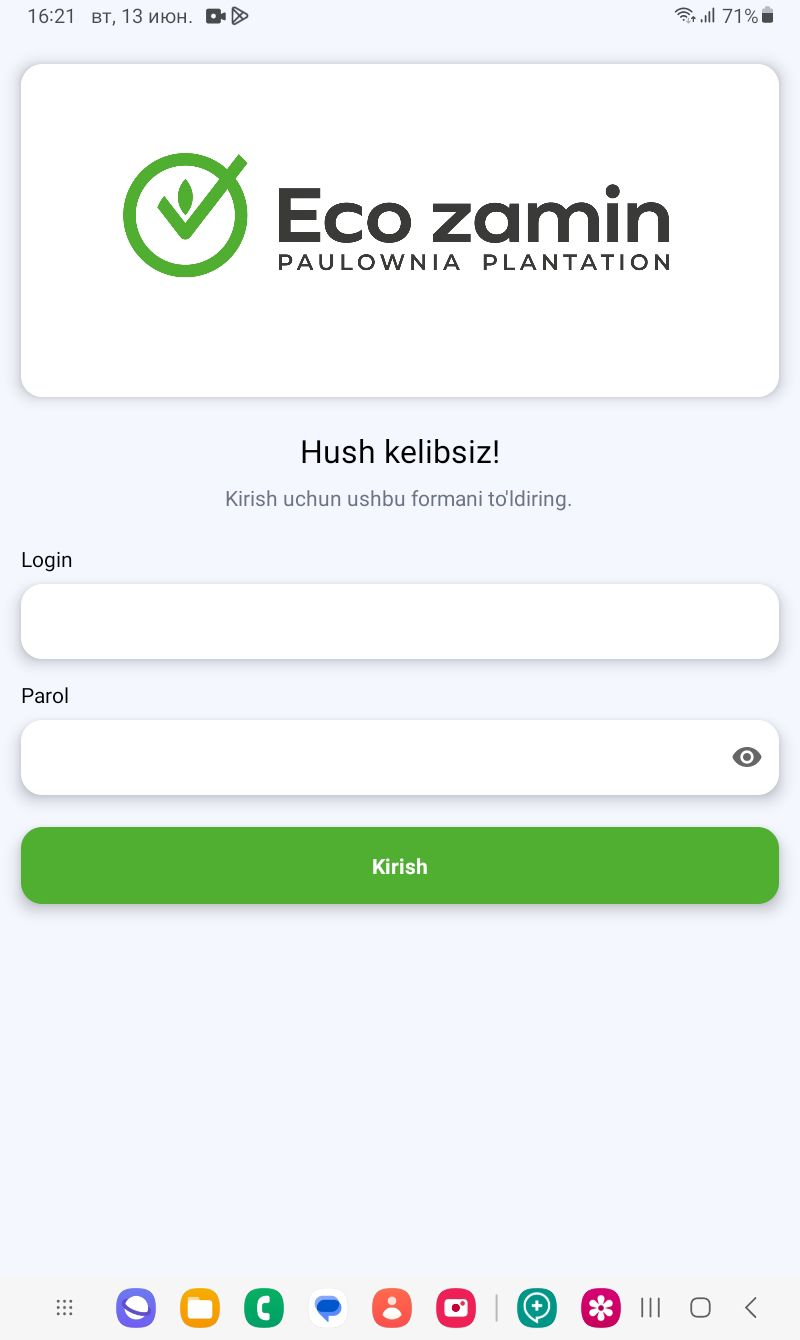 16:21 вт, 13 июн. 71%
Eco zamin
PAULOWNIA PLANTATION
Hush kelibsiz!
Kirish uchun ushbu formani to'ldiring.
Login
Parol
Kirish